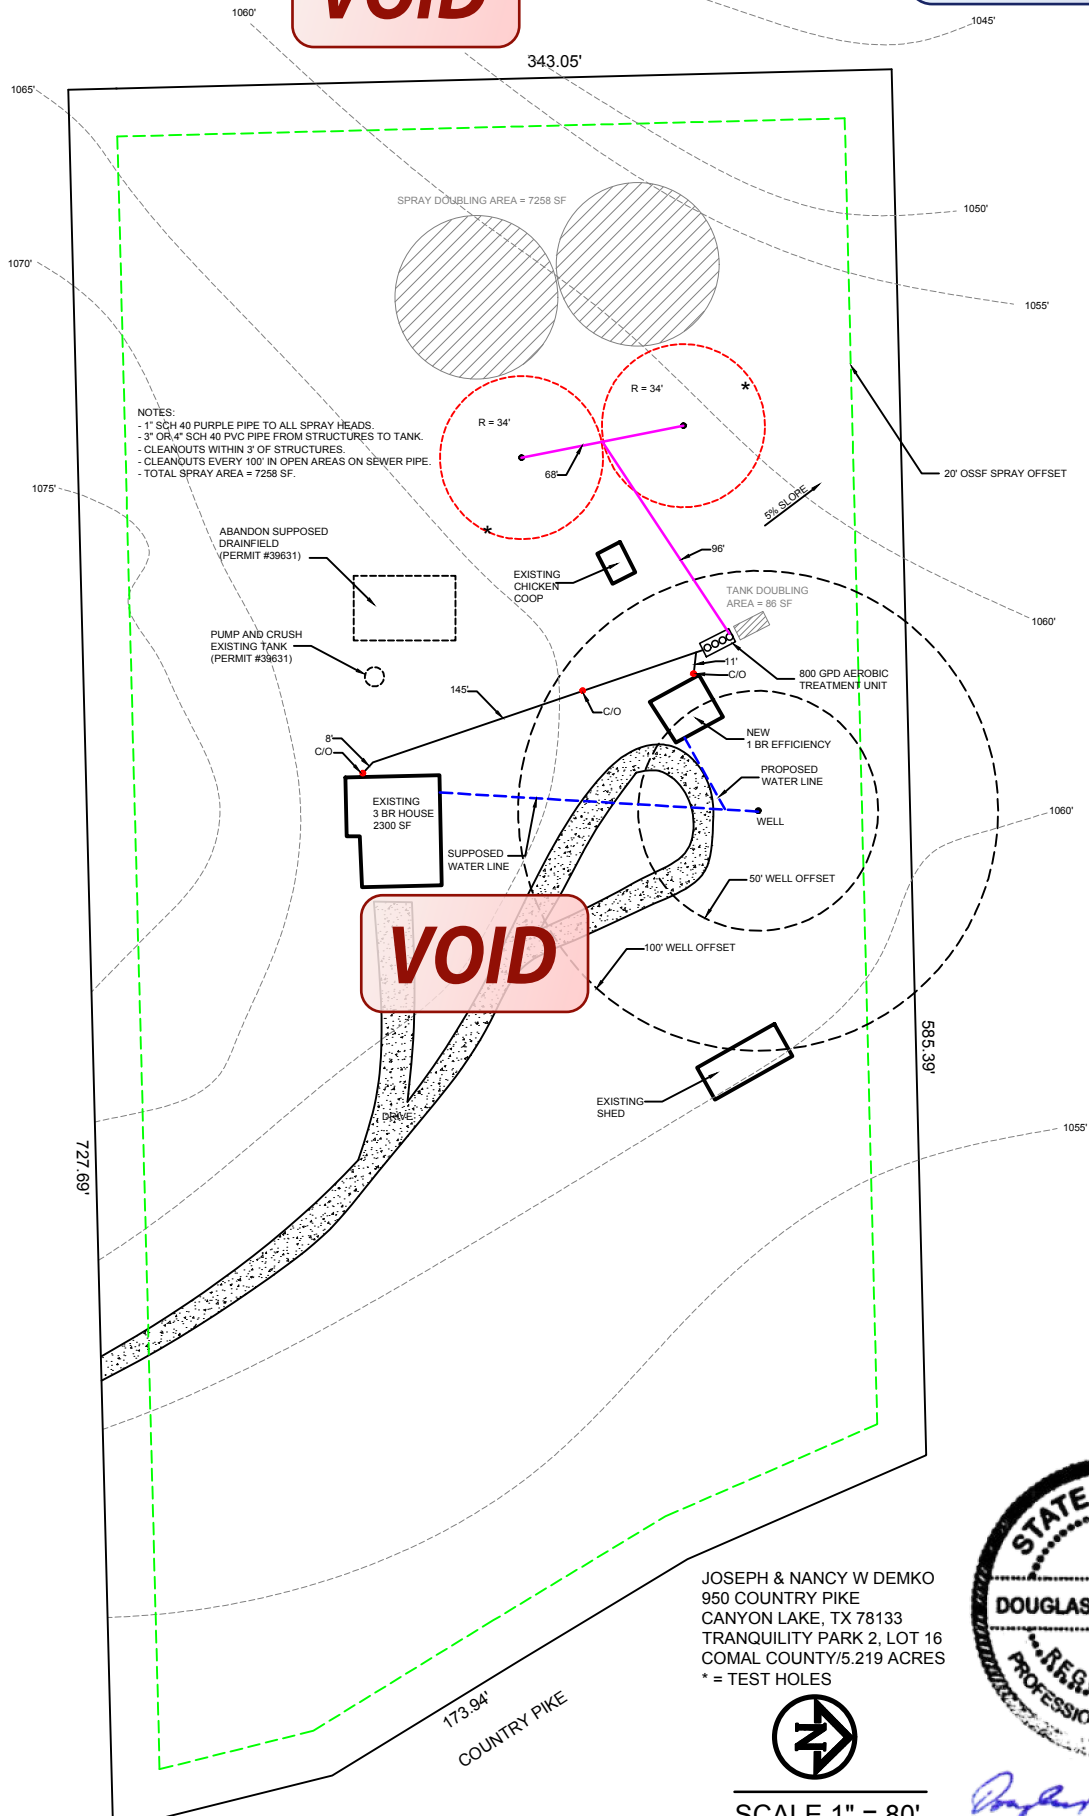 VOID
1060'
1045'
343.05'
1065'
SPRAY DOUBLING AREA = 7258 SF
1050'
1070'
1055'
R = 34'
R = 34'
NOTES:
- 1" SCH 40 PURPLE PIPE TO ALL SPRAY HEADS.
- 3" OR 4" SCH 40 PVC PIPE FROM STRUCTURES TO TANK.
- CLEANOUTS WITHIN 3' OF STRUCTURES.
- CLEANOUTS EVERY 100' IN OPEN AREAS ON SEWER PIPE.
- TOTAL SPRAY AREA = 7258 SF.
*
*
68'
20' OSSF SPRAY OFFSET
1075'
5% SLOPE
ABANDON SUPPOSED
DRAINFIELD
(PERMIT #39631)
96'
EXISTING
CHICKEN
COOP
TANK DOUBLING
AREA = 86 SF
1060'
PUMP AND CRUSH
EXISTING TANK
(PERMIT #39631)
11'
C/O
800 GPD AEROBIC
TREATMENT UNIT
145'
C/O
NEW
1 BR EFFICIENCY
8'
C/O
PROPOSED
WATER LINE
EXISTING
3 BR HOUSE
2300 SF
WELL
1060'
SUPPOSED
WATER LINE
50' WELL OFFSET
VOID
100' WELL OFFSET
585.39'
EXISTING
SHED
DRIVE
1055'
727.69'
JOSEPH & NANCY W DEMKO
950 COUNTRY PIKE
CANYON LAKE, TX 78133
TRANQUILITY PARK 2, LOT 16
COMAL COUNTY/5.219 ACRES
* = TEST HOLES
STATE
DOUGLAS
173.94'
COUNTRY PIKE
N
SCALE 1" = 80'